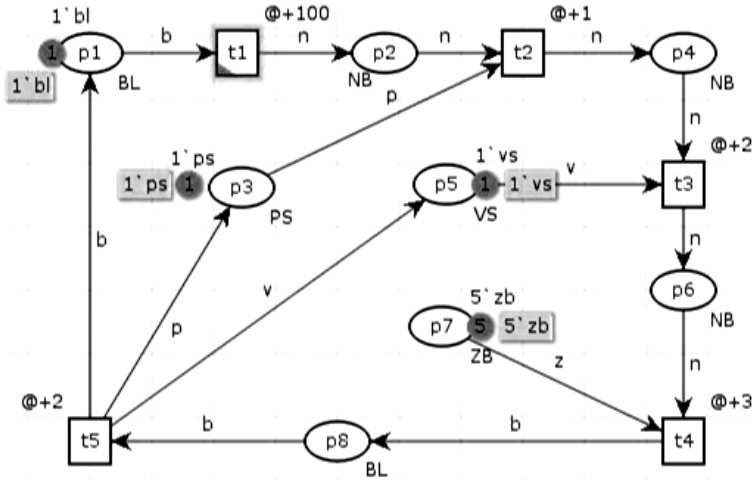 1`bl @+100 @+1
1 p1 b t1 n p2 n t2 n p4
1`bl BL NB NB
p n
1`ps 1`vs @+2
1`ps 1 p3 p5 1 1`vs v t3
PS VS
b v n
5`zb p6
p p7 5 5`zb NB
ZB z n
@+2 @+3
t5 b p8 b t4
BL